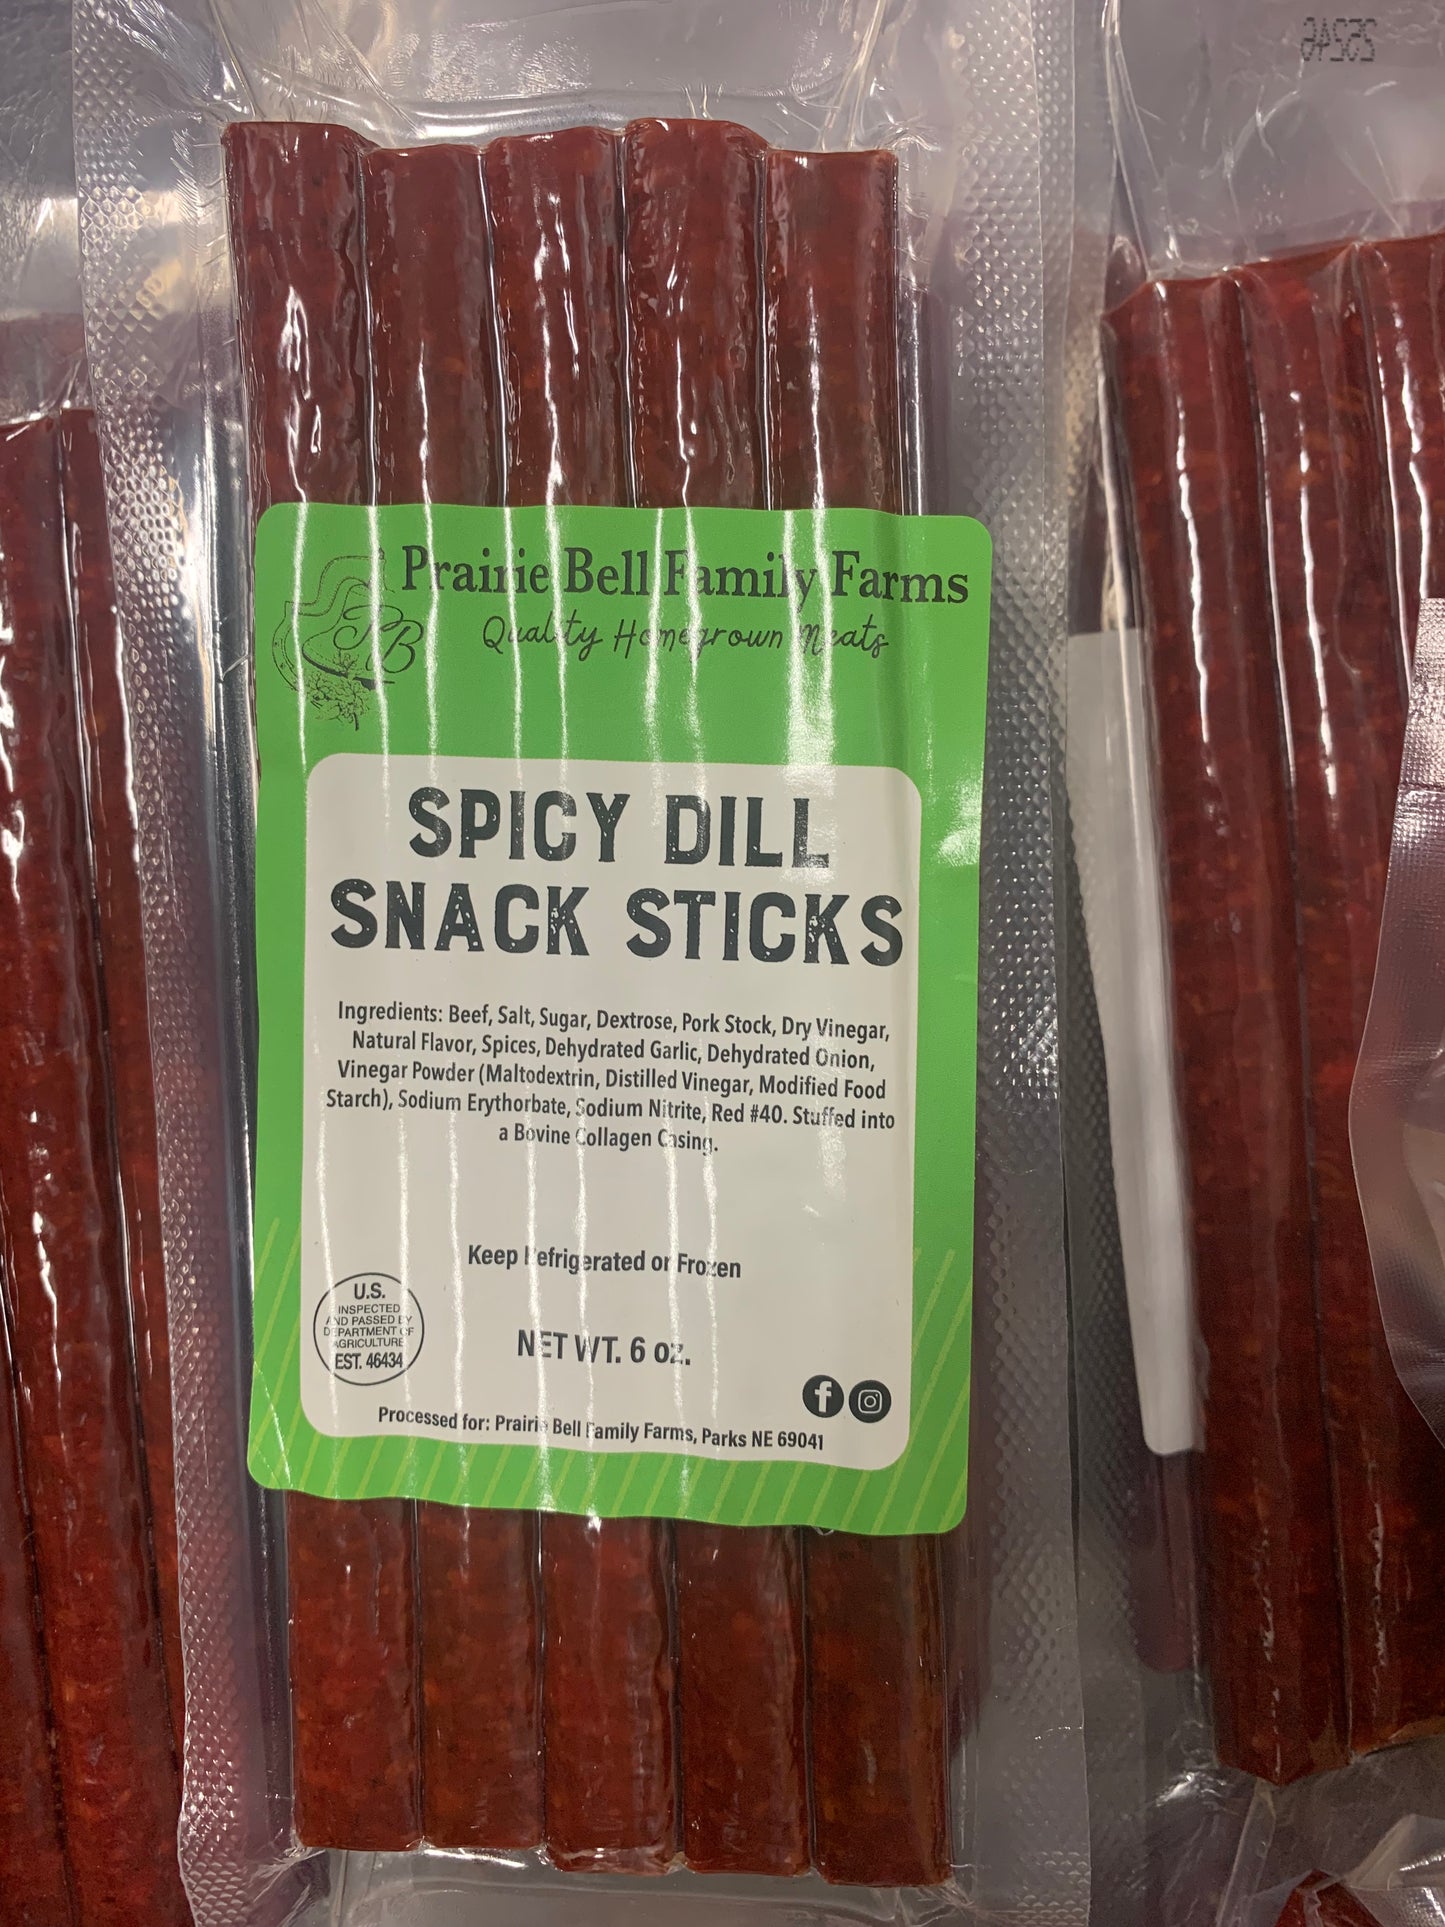 25246
Prairie Bell Family Farms
Quality Homegrown Meats
PB
SPICY DILL
SNACK STICKS
Ingredients: Beef, Salt, Sugar, Dextrose, Pork Stock, Dry Vinegar,
Natural Flavor, Spices, Dehydrated Garlic, Dehydrated Onion,
Vinegar Powder (Maltodextrin, Distilled Vinegar, Modified Food
Starch), Sodium Erythorbate, Sodium Nitrite, Red #40. Stuffed into
a Bovine Collagen Casing.
Keep Refrigerated or Frozen
U.S.
INSPECTED
AND PASSED BY
DEPARTMENT OF
AGRICULTURE
EST. 46434
NET WT. 6 oz.
Processed for: Prairie Bell Family Farms, Parks NE 69041